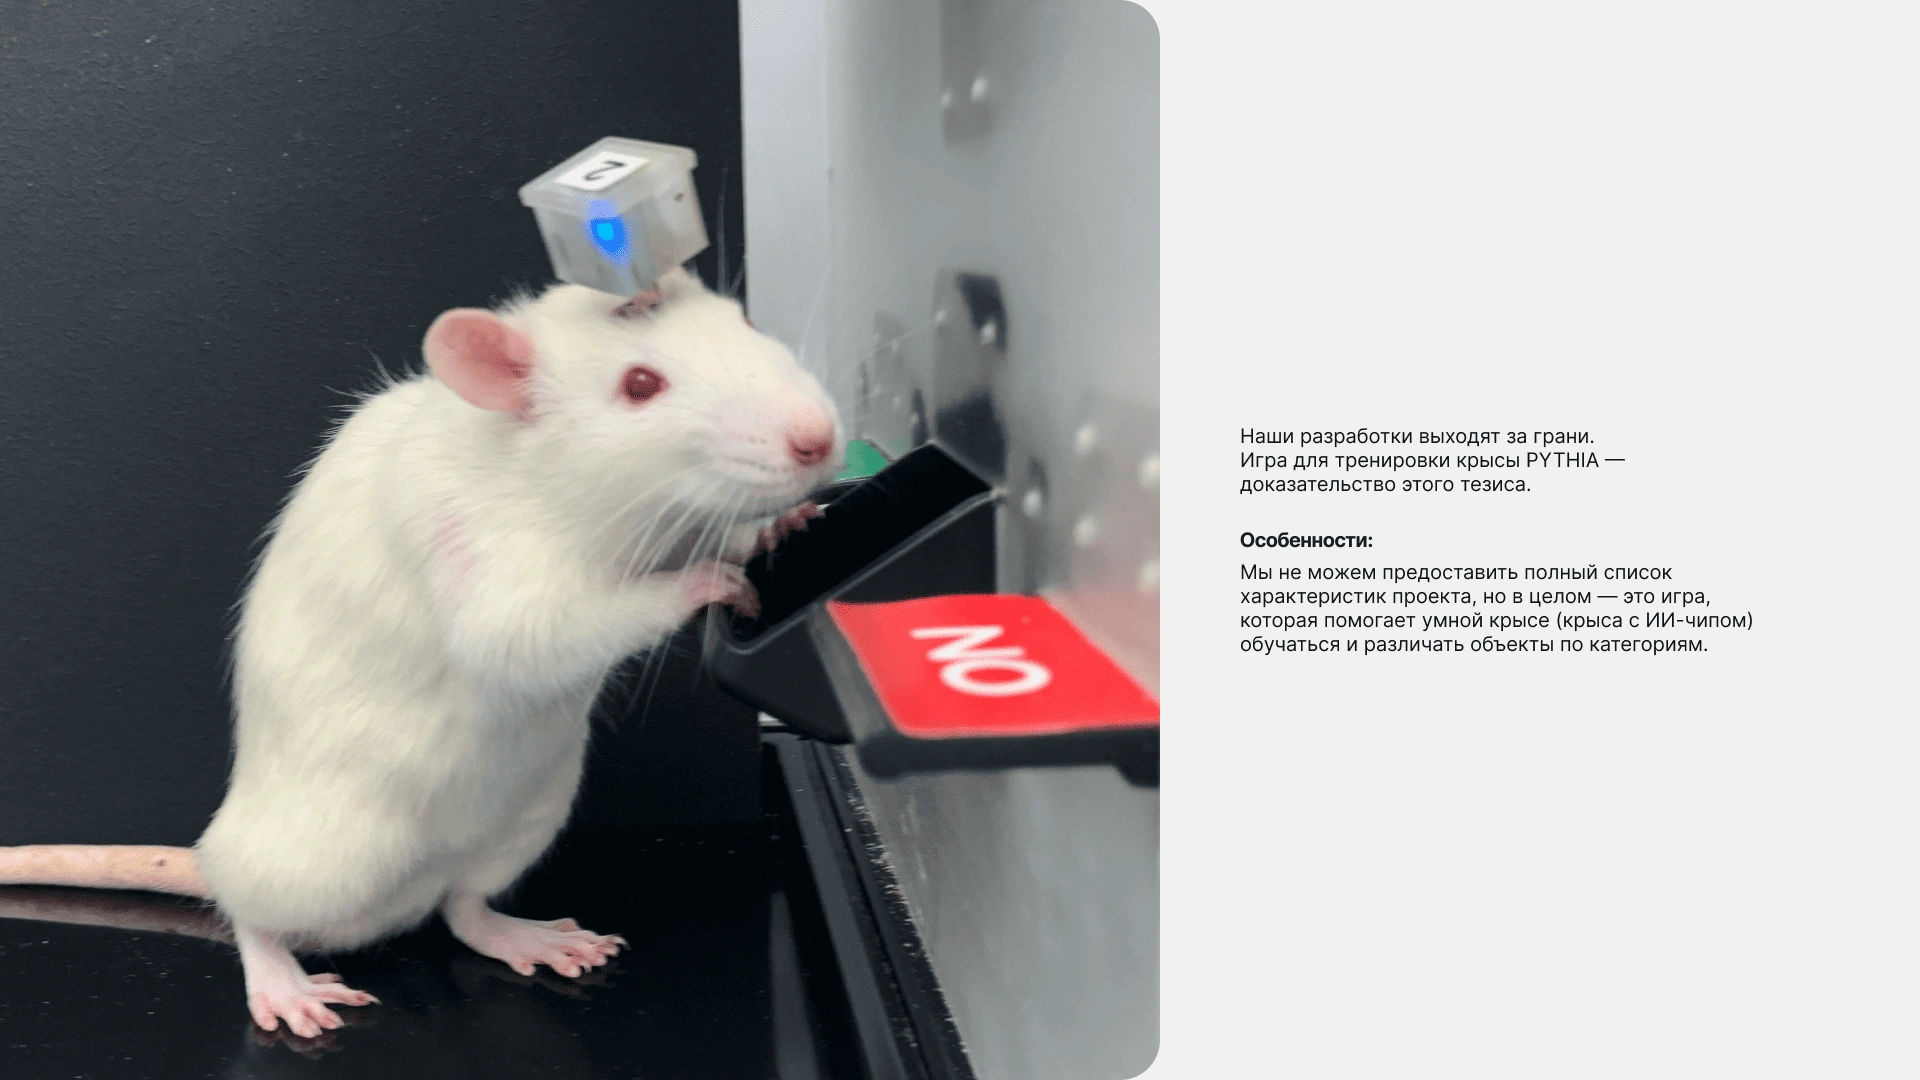 2
NO
Наши разработки выходят за грани.
Игра для тренировки крысы PYTHIA —
доказательство этого тезиса.
Особенности:
Мы не можем предоставить полный список
характеристик проекта, но в целом — это игра,
которая помогает умной крысе (крыса с ИИ-чипом)
обучаться и различать объекты по категориям.